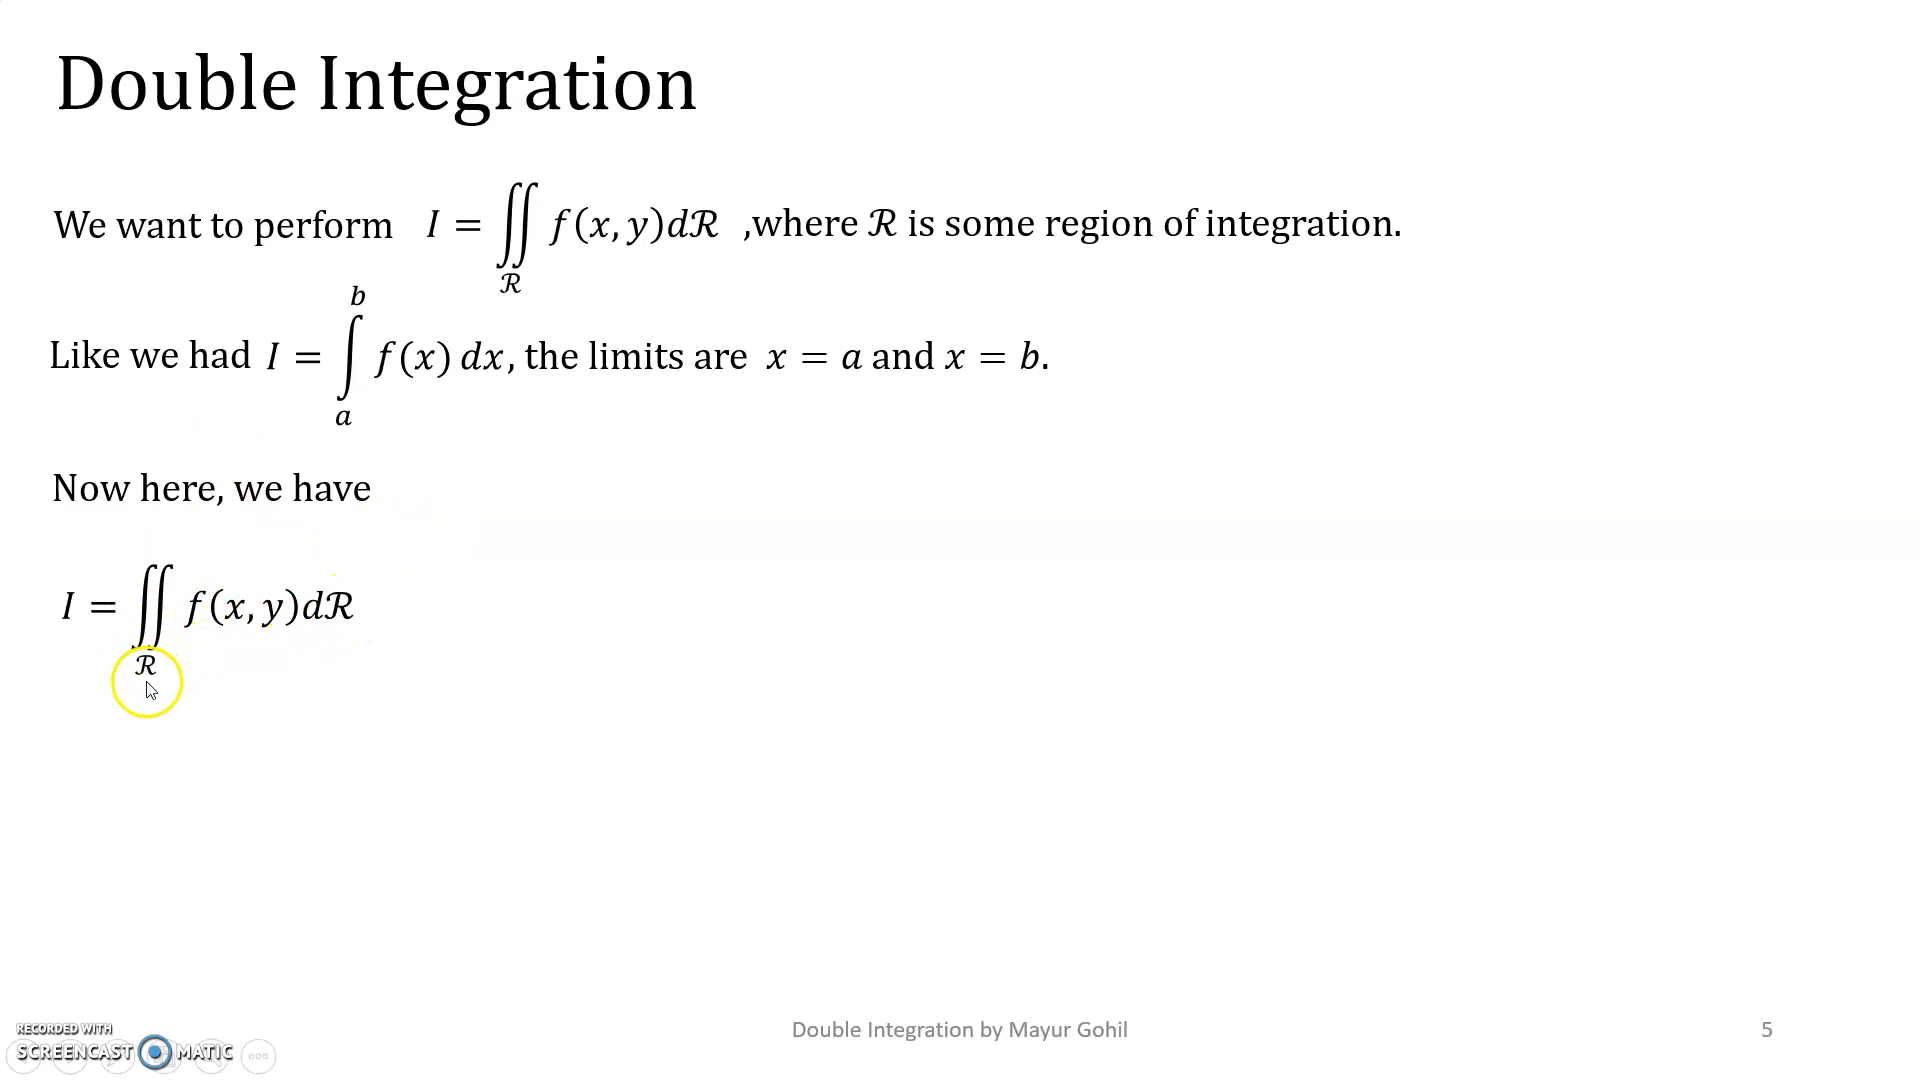 Double Integration
We want to perform I = ∬_ℛ f(x, y)dℛ ,where ℛ is some region of integration.
Like we had I = ∫_a^b f(x) dx, the limits are x = a and x = b.
Now here, we have
I = ∬_ℛ f(x, y)dℛ
RECORDED WITH
SCREENCAST MATIC
Double Integration by Mayur Gohil
5